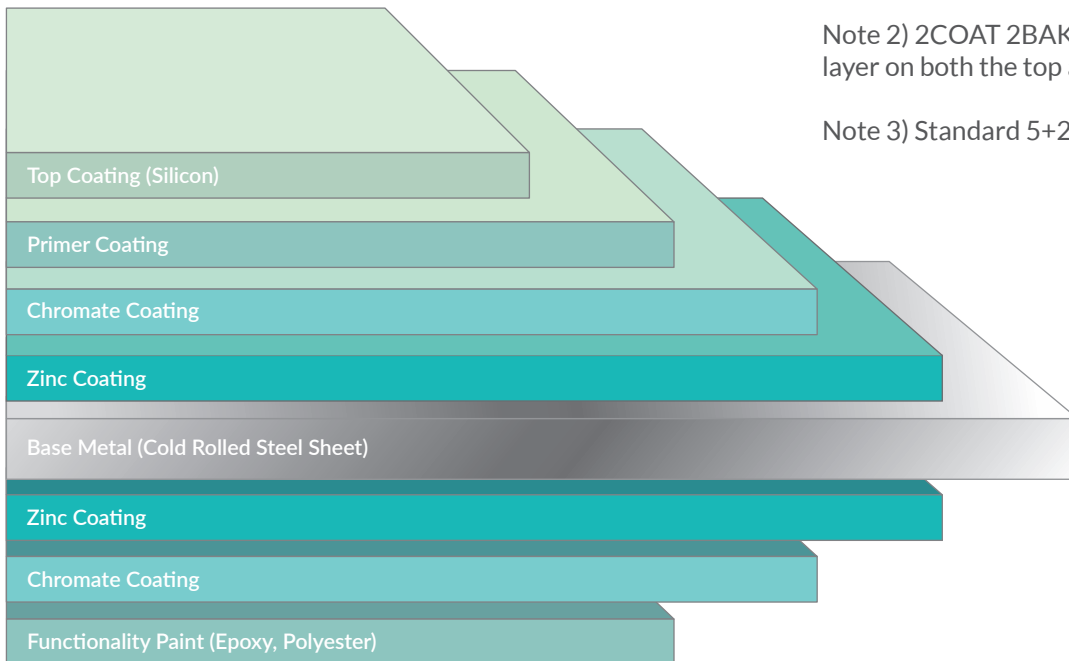 Note 2) 2COAT 2BAK
layer on both the top
Note 3) Standard 5+2
Top Coating (Silicon)
Primer Coating
Chromate Coating
Zinc Coating
Base Metal (Cold Rolled Steel Sheet)
Zinc Coating
Chromate Coating
Functionality Paint (Epoxy, Polyester)